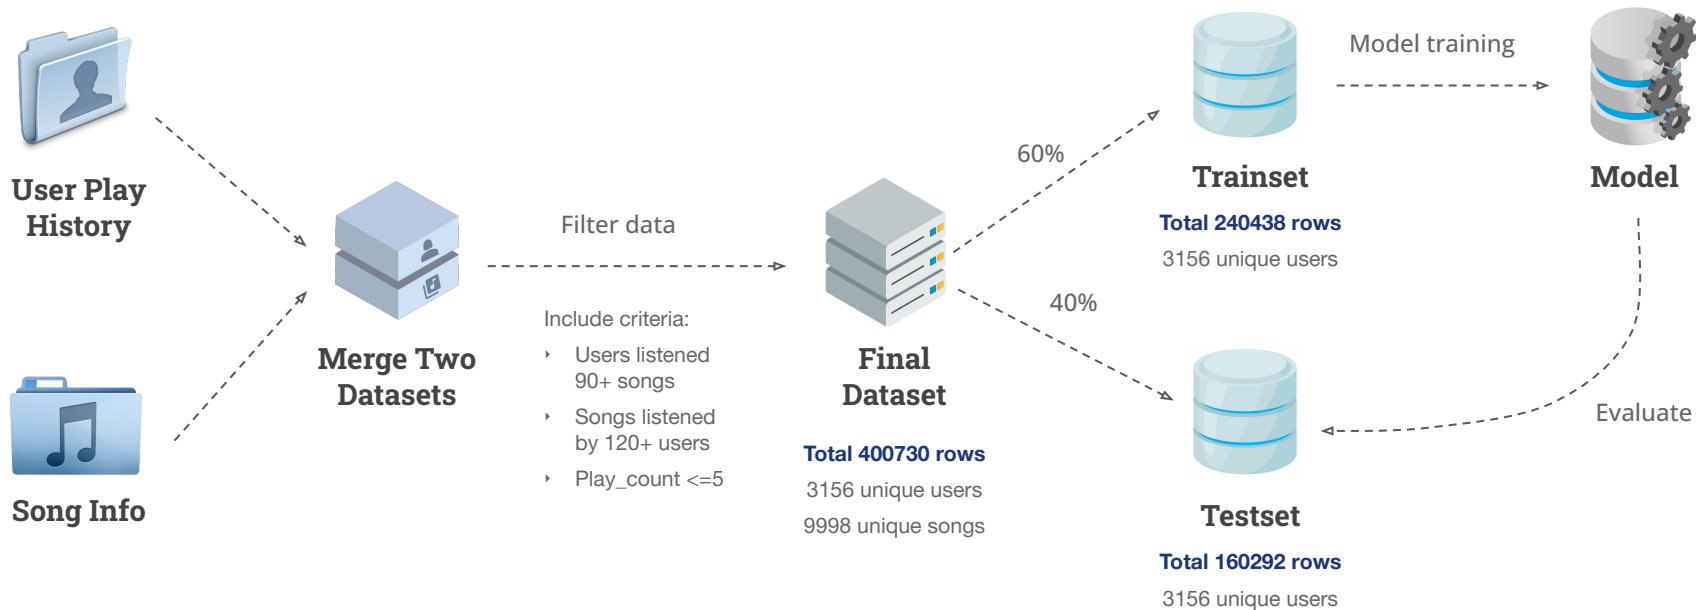 User Play
History
Song Info
Merge Two
Datasets
Filter data
Include criteria:
‣ Users listened
90+ songs
‣ Songs listened
by 120+ users
‣ Play_count <=5
Final
Dataset
Total 400730 rows
3156 unique users
9998 unique songs
60%
40%
Trainset
Total 240438 rows
3156 unique users
Model training
Model
Evaluate
Testset
Total 160292 rows
3156 unique users